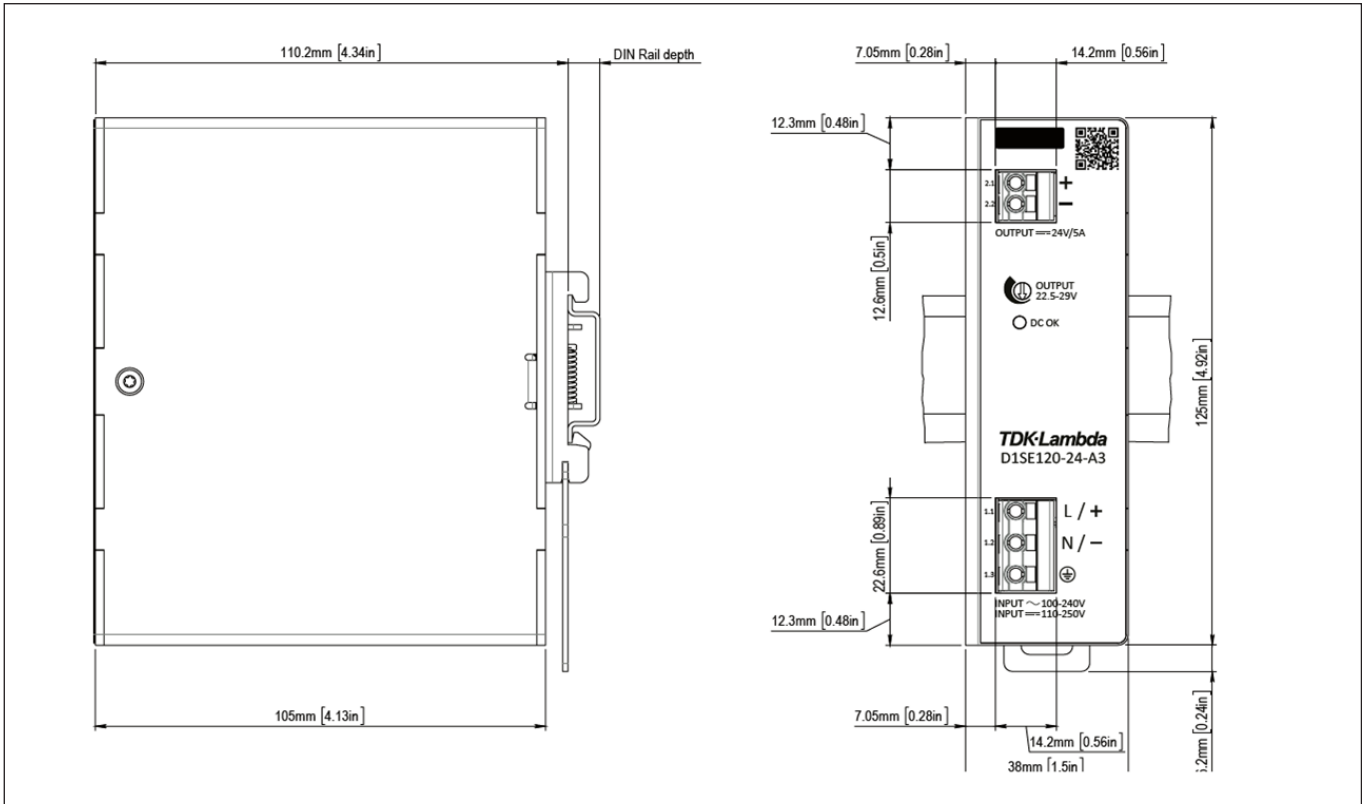 110.2mm [4.34in]
DIN Rail depth
105mm [4.13in]
7.05mm [0.28in]
14.2mm [0.56in]
12.3mm [0.48in]
12.6mm [0.5in]
2.1
+
2.2
−
OUTPUT ⎓24V/5A
OUTPUT
22.5-29V
DC OK
125mm [4.92in]
TDK·Lambda
D1SE120-24-A3
22.6mm [0.89in]
1.1
L / +
1.2
N / −
1.3
INPUT ～ 100-240V
INPUT ⎓ 110-250V
12.3mm [0.48in]
7.05mm [0.28in]
14.2mm [0.56in]
38mm [1.5in]
[0.24in]